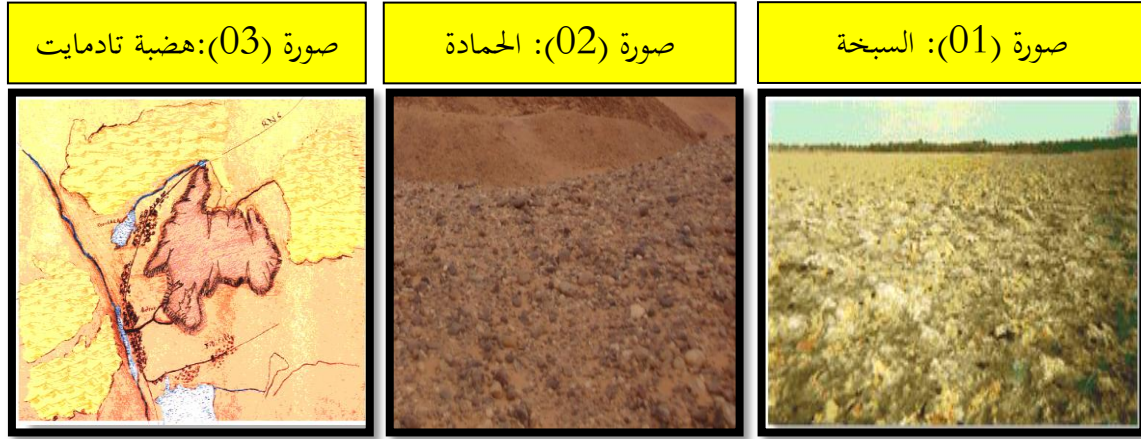 صورة (01): السبخة
صورة (02): الحمادة
صورة (03):هضبة تادمايت